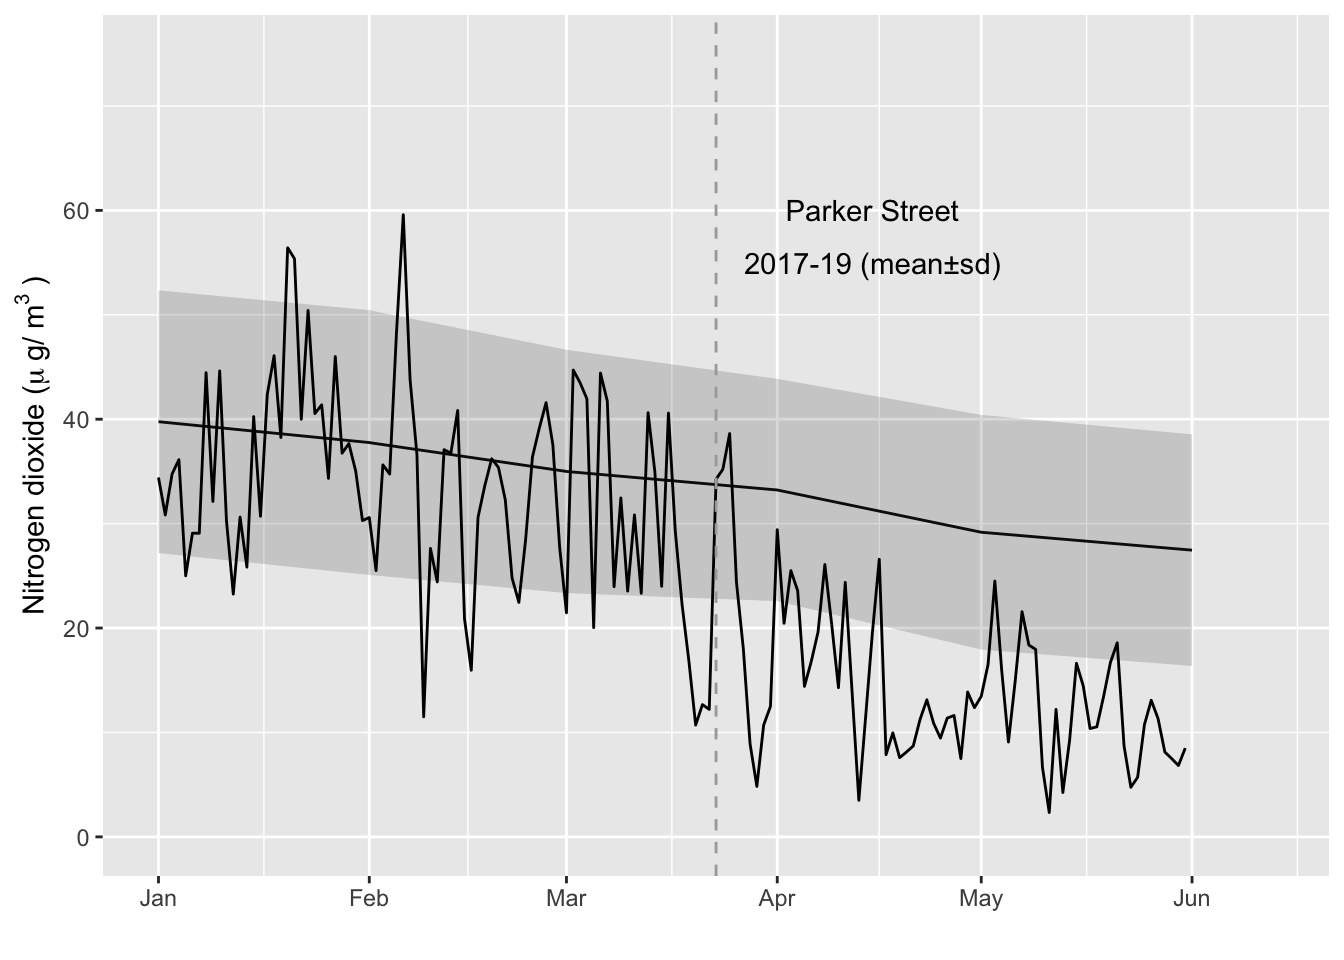 Nitrogen dioxide (μ g/ m³ )
60
40
20
0
Parker Street
2017-19 (mean±sd)
Jan Feb Mar Apr May Jun